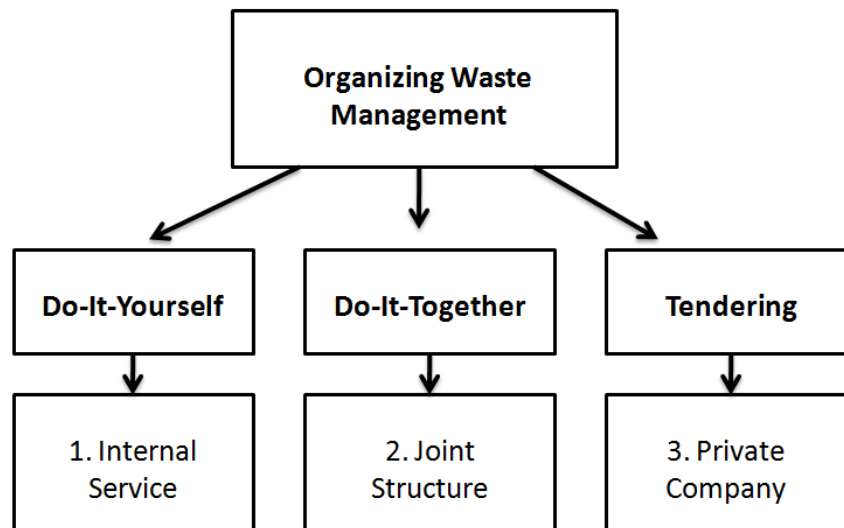 Organizing Waste
Management
Do-It-Yourself
Do-It-Together
Tendering
1. Internal
Service
2. Joint
Structure
3. Private
Company